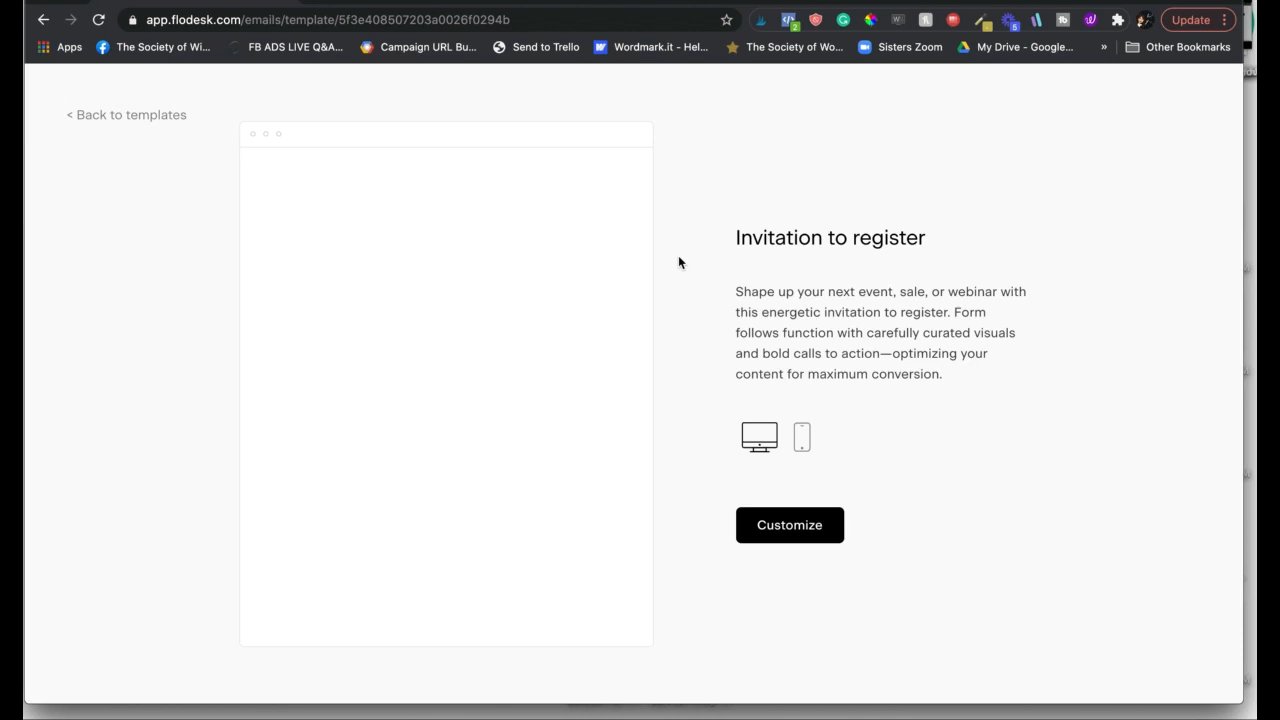 app.flodesk.com/emails/template/5f3e408507203a0026f0294b
2
5
Update
Apps
The Society of Wi...
FB ADS LIVE Q&A...
Campaign URL Bu...
Send to Trello
Wordmark.it - Hel...
The Society of Wo...
Sisters Zoom
My Drive - Google...
»
Other Bookmarks
< Back to templates
Invitation to register
Shape up your next event, sale, or webinar with
this energetic invitation to register. Form
follows function with carefully curated visuals
and bold calls to action—optimizing your
content for maximum conversion.
Customize